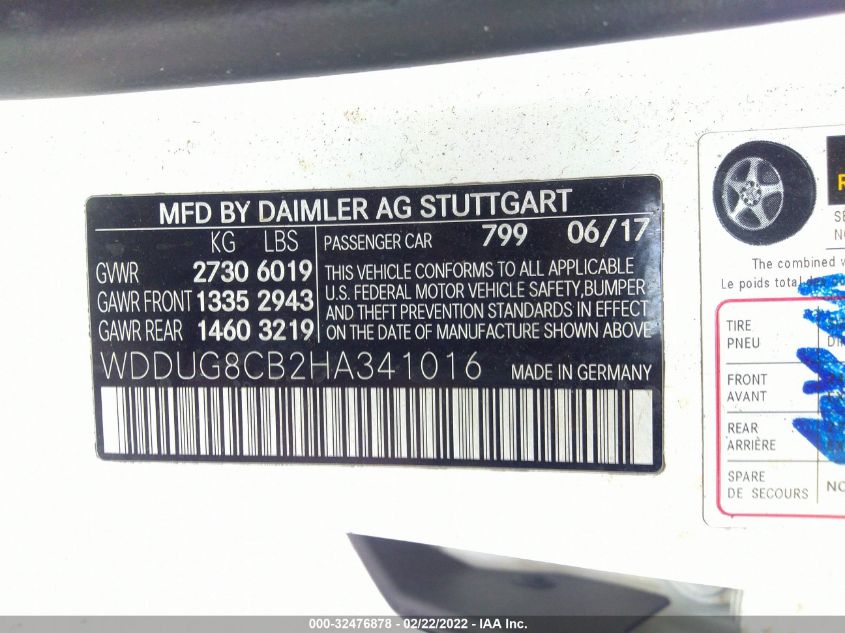 MFD BY DAIMLER AG STUTTGART
KG LBS
GVWR 2730 6019
GAWR FRONT 1335 2943
GAWR REAR 1460 3219
PASSENGER CAR 799 06/17
THIS VEHICLE CONFORMS TO ALL APPLICABLE
U.S. FEDERAL MOTOR VEHICLE SAFETY,BUMPER
AND THEFT PREVENTION STANDARDS IN EFFECT
ON THE DATE OF MANUFACTURE SHOWN ABOVE
WDDUG8CB2HA341016 MADE IN GERMANY
The combined
Le poids total
TIRE
PNEU
FRONT
AVANT
REAR
ARRIÈRE
SPARE
DE SECOURS
000-32476878 - 02/22/2022 - IAA Inc.